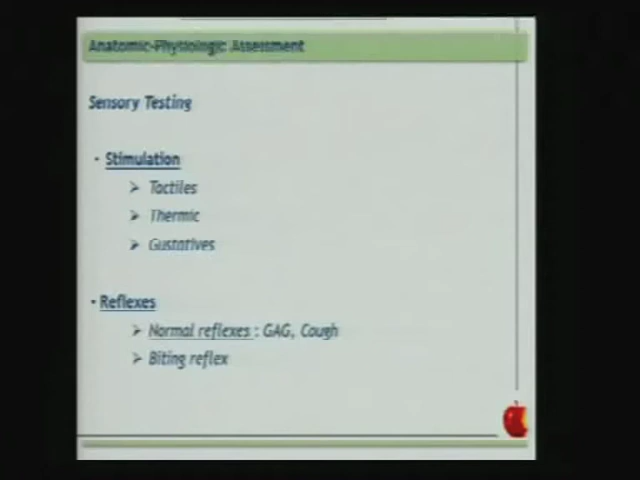 Anatomic-Physiologic Assessment
Sensory Testing
• Stimulation
➢ Tactiles
➢ Thermic
➢ Gustatives
• Reflexes
➢ Normal reflexes : GAG, Cough
➢ Biting reflex